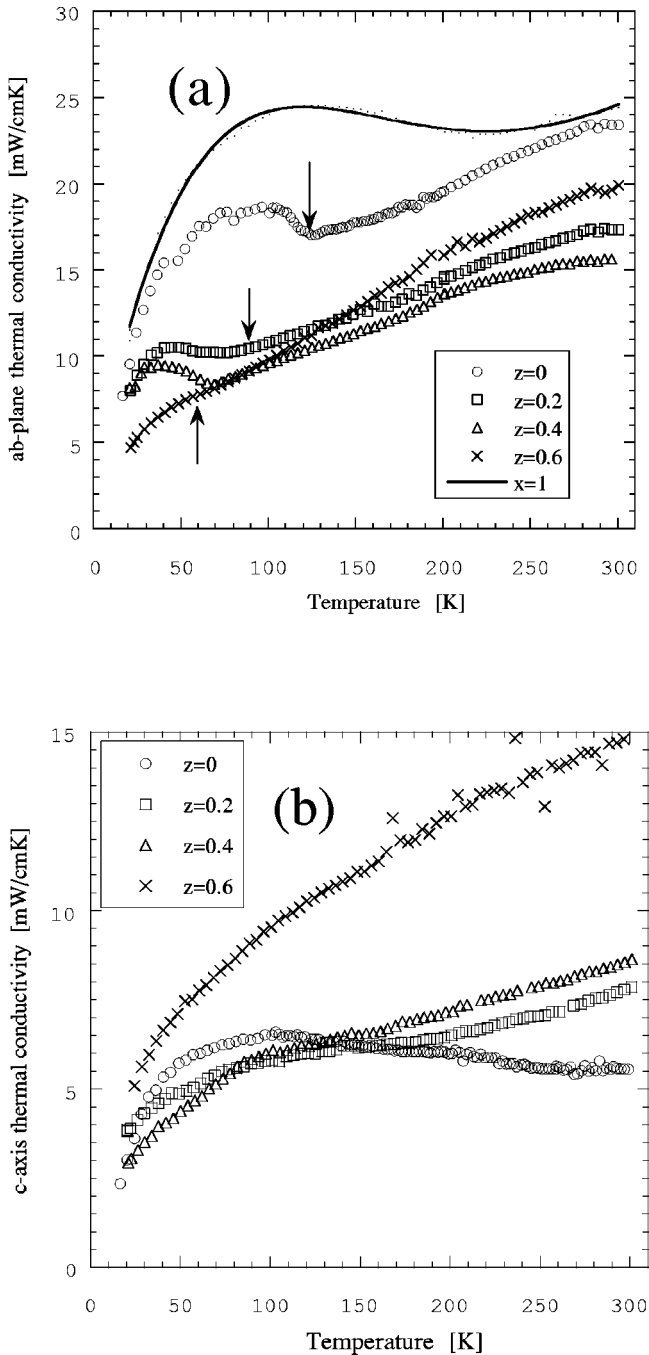 30
25
20
15
10
5
0
ab-plane thermal conductivity [mW/cmK]
(a)
z=0
z=0.2
z=0.4
z=0.6
x=1
0 50 100 150 200 250 300
Temperature [K]
15
10
5
0
c-axis thermal conductivity [mW/cmK]
z=0
z=0.2
z=0.4
z=0.6
(b)
0 50 100 150 200 250 300
Temperature [K]